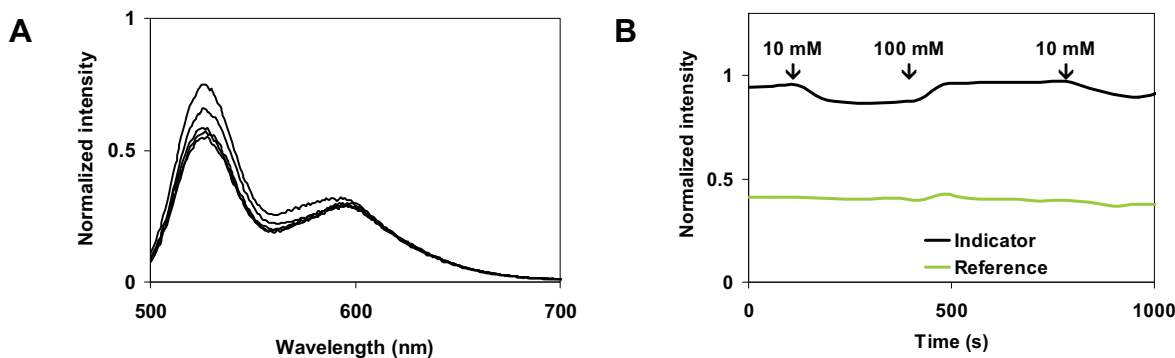 A
Normalized intensity
1
0.5
0
500
600
700
Wavelength (nm)
B
Normalized intensity
1
0.5
0
10 mM
100 mM
10 mM
Indicator
Reference
0
500
1000
Time (s)